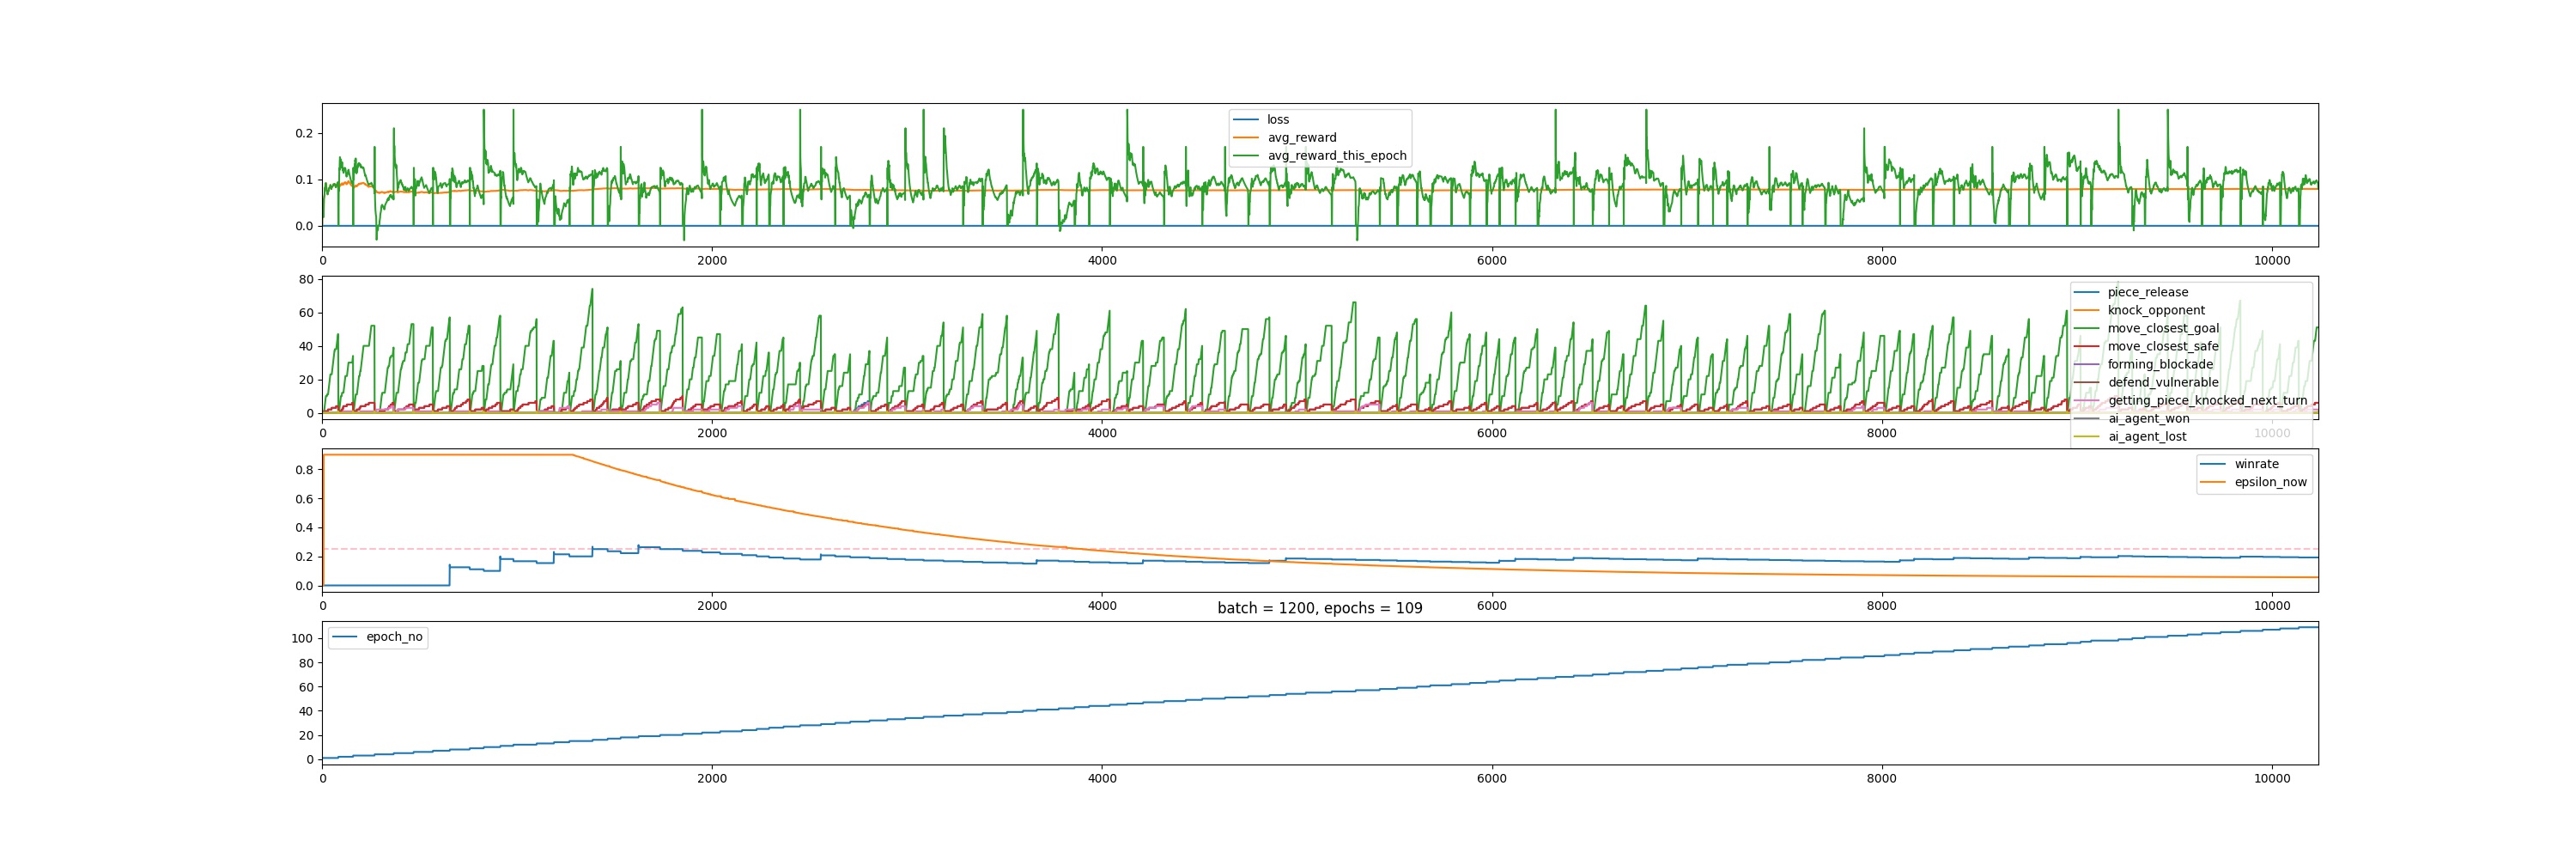 0.2
0.1
0.0
loss
avg_reward
avg_reward_this_epoch
0 2000 4000 6000 8000 10000
80
60
40
20
0
piece_release
knock_opponent
move_closest_goal
move_closest_safe
forming_blockade
defend_vulnerable
getting_piece_knocked_next_turn
ai_agent_won
ai_agent_lost
0 2000 4000 6000 8000 10000
0.8
0.6
0.4
0.2
0.0
winrate
epsilon_now
0 2000 4000 6000 8000 10000
batch = 1200, epochs = 109
100
80
60
40
20
0
epoch_no
0 2000 4000 6000 8000 10000